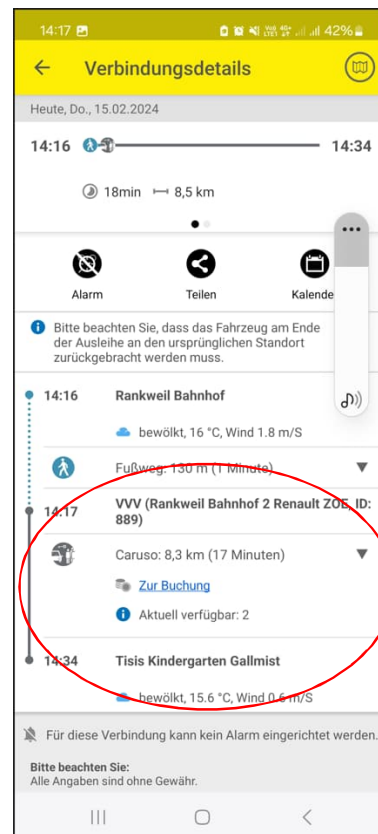 14:17 Vo)) 4G+ LTE1 42%
Verbindungsdetails
Heute, Do., 15.02.2024
14:16 14:34
18min 8,5 km
Alarm Teilen Kalende
Bitte beachten Sie, dass das Fahrzeug am Ende
der Ausleihe an den ursprünglichen Standort
zurückgebracht werden muss.
14:16 Rankweil Bahnhof
bewölkt, 16 °C, Wind 1.8 m/S
Fußweg: 130 m (1 Minute)
14:17 VVV (Rankweil Bahnhof 2 Renault ZOE, ID:
889)
Caruso: 8,3 km (17 Minuten)
Zur Buchung
Aktuell verfügbar: 2
14:34 Tisis Kindergarten Gallmist
bewölkt, 15.6 °C, Wind 0.6 m/S
Für diese Verbindung kann kein Alarm eingerichtet werden.
Bitte beachten Sie:
Alle Angaben sind ohne Gewähr.